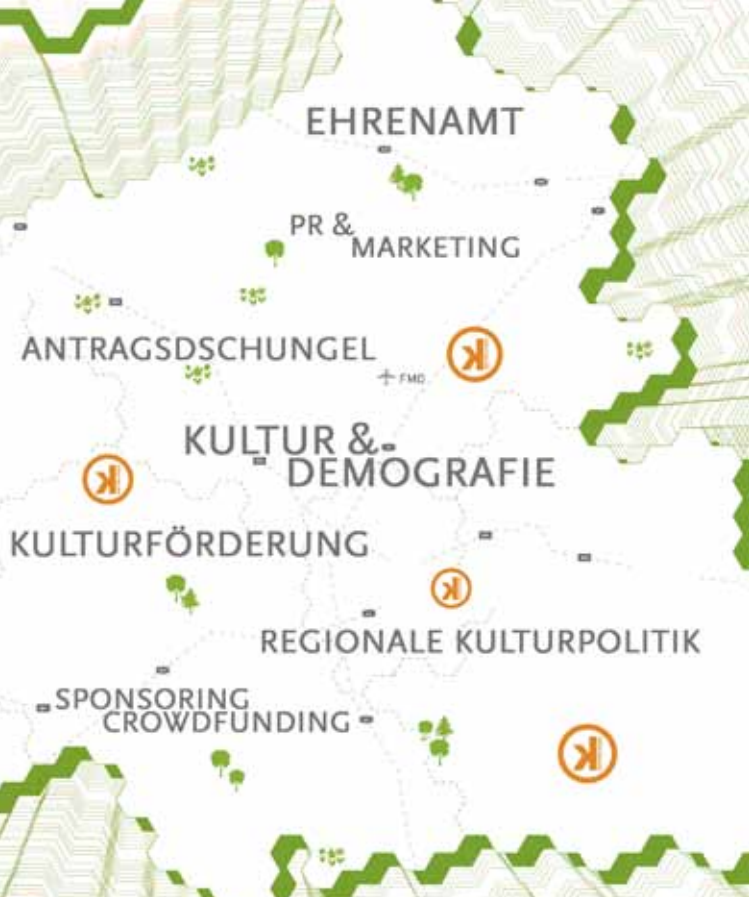 EHRENAMT
PR &
MARKETING
ANTRAGSDSCHUNGEL
k
FMO
KULTUR &
DEMOGRAFIE
k
KULTURFÖRDERUNG
k
REGIONALE KULTURPOLITIK
SPONSORING
CROWDFUNDING
k